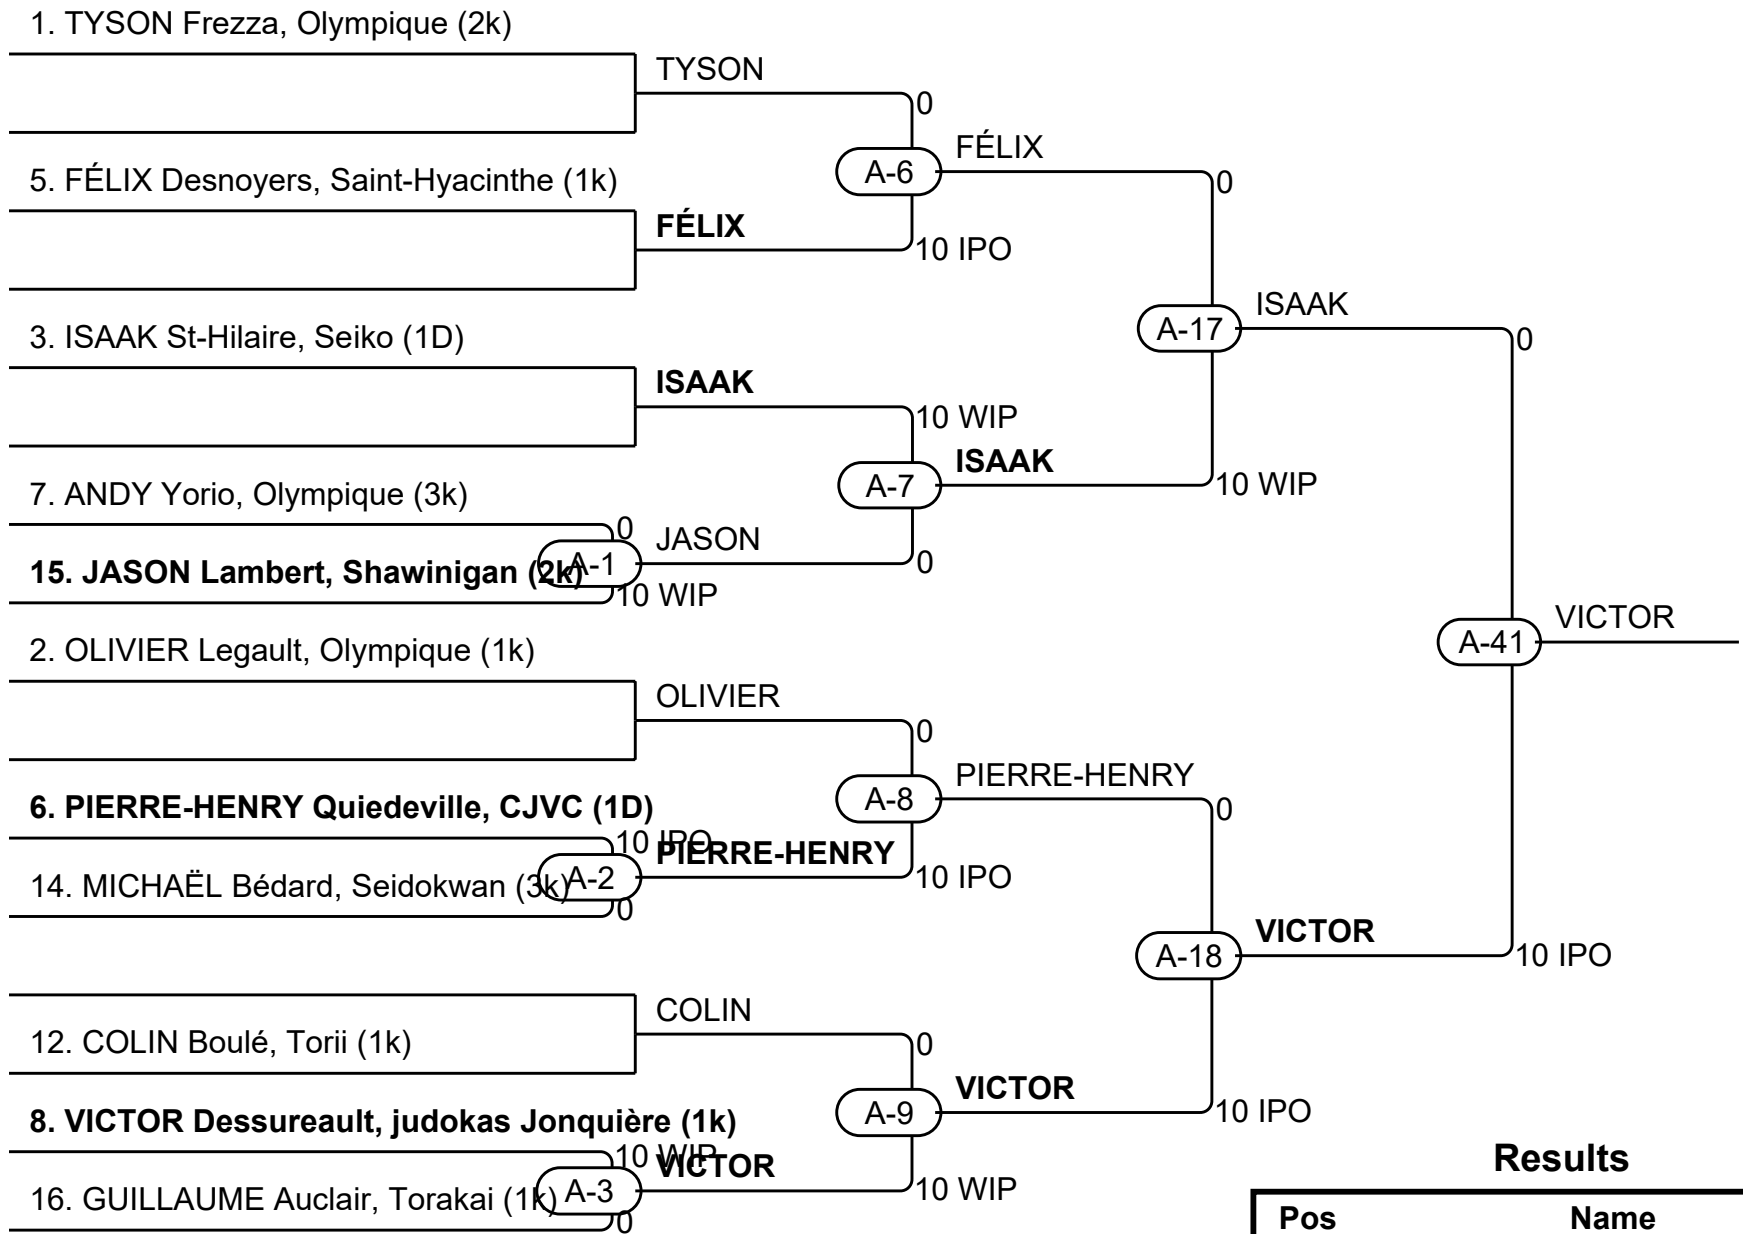 1. TYSON Frezza, Olympique (2k)
TYSON
0
FÉLIX
A-6
5. FÉLIX Desnoyers, Saint-Hyacinthe (1k)
0
FÉLIX
10 IPO
ISAAK
A-17
3. ISAAK St-Hilaire, Seiko (1D)
0
ISAAK
10 WIP
ISAAK
A-7
10 WIP
7. ANDY Yorio, Olympique (3k)
0
JASON
15. JASON Lambert, Shawinigan (2k)
A-1
0
10 WIP
VICTOR
A-41
2. OLIVIER Legault, Olympique (1k)
OLIVIER
0
PIERRE-HENRY
A-8
0
6. PIERRE-HENRY Quiedeville, CJVC (1D)
10 IPO
PIERRE-HENRY
14. MICHAËL Bédard, Seidokwan (3k)
A-2
10 IPO
0
VICTOR
A-18
10 IPO
COLIN
12. COLIN Boulé, Torii (1k)
0
VICTOR
A-9
10 IPO
8. VICTOR Dessureault, judokas Jonquière (1k)
10 WIP
VICTOR
16. GUILLAUME Auclair, Torakai (1k)
A-3
10 WIP
0
Results
Pos Name